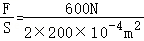 F/S = 600N / 2×200×10⁻⁴m²